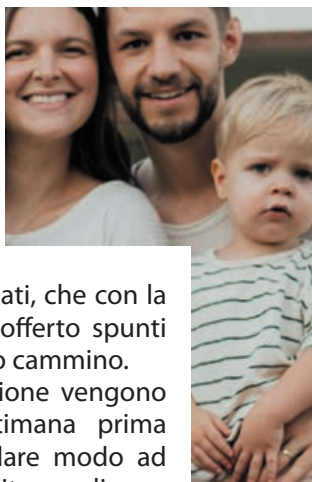 ati, che con la
offerto spunti
o cammino.
ione vengono
timana prima
lare modo ad